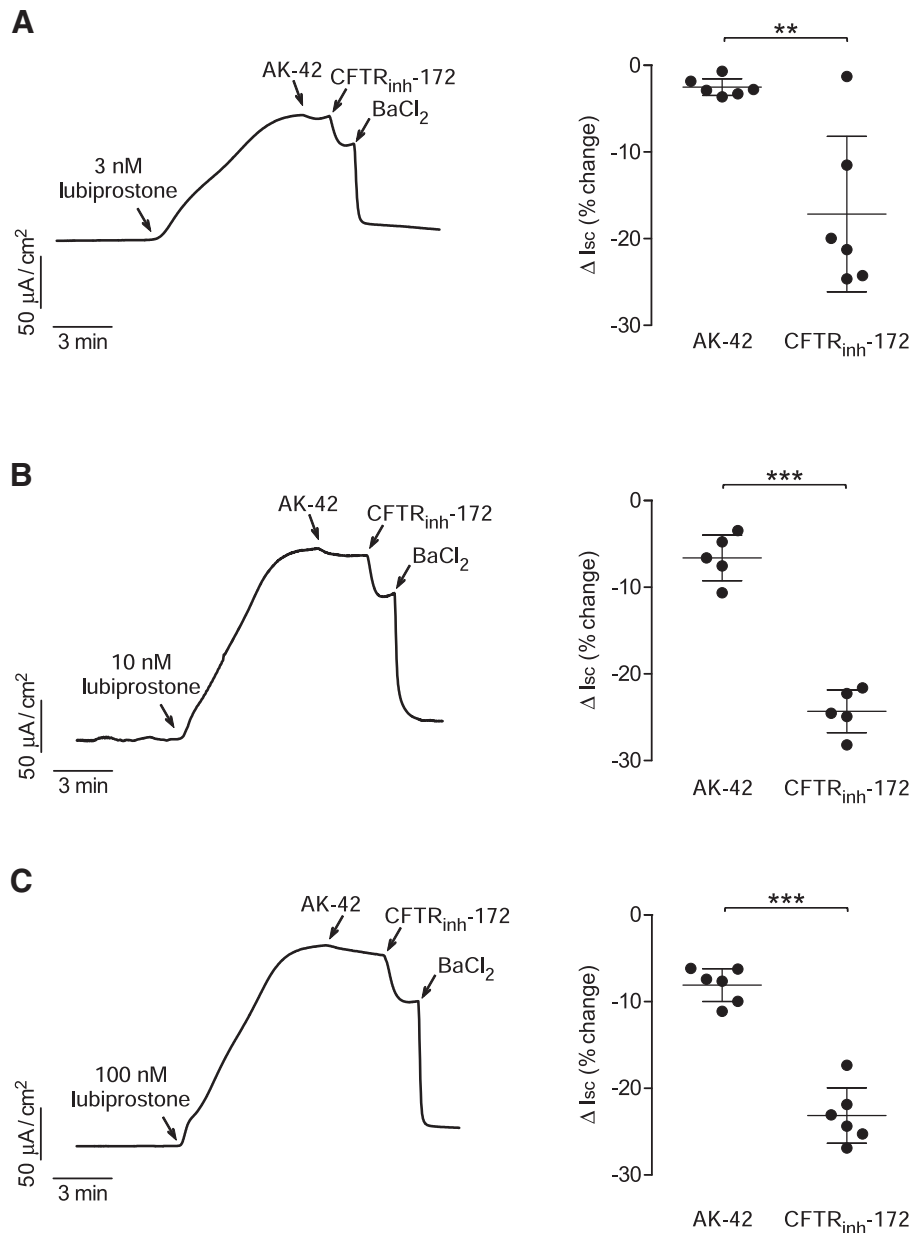 A
AK-42
CFTRinh-172
BaCl2
3 nM
lubiprostone
50 µA/cm2
3 min
**
0
-10
-20
-30
Δ Isc (% change)
AK-42
CFTRinh-172
B
AK-42
CFTRinh-172
BaCl2
10 nM
lubiprostone
50 µA/cm2
3 min
***
0
-10
-20
-30
Δ Isc (% change)
AK-42
CFTRinh-172
C
AK-42
CFTRinh-172
BaCl2
100 nM
lubiprostone
50 µA/cm2
3 min
***
0
-10
-20
-30
Δ Isc (% change)
AK-42
CFTRinh-172